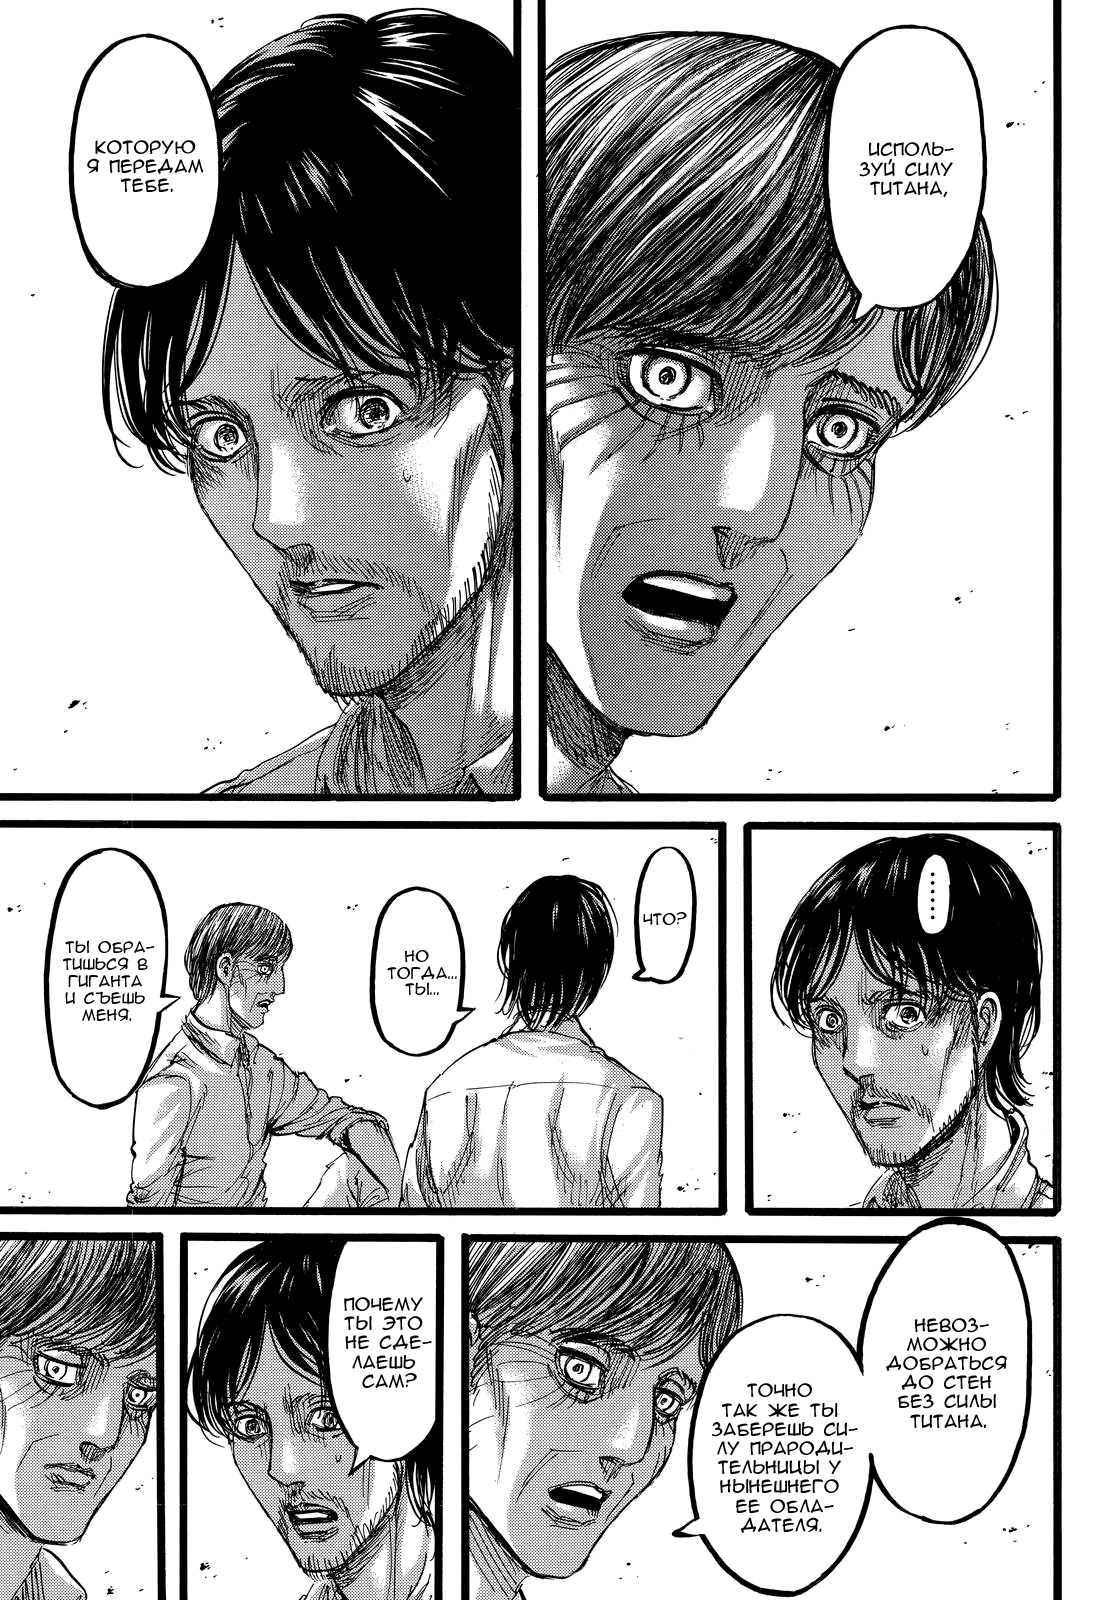 ИСПОЛЬ-
ЗУЙ СИЛУ
ТИТАНА,
КОТОРУЮ
Я ПЕРЕДАМ
ТЕБЕ.
........
ЧТО?
НО
ТОГДА...
ТЫ...
ТЫ ОБРА-
ТИШЬСЯ В
ГИГАНТА
И СЪЕШЬ
МЕНЯ.
НЕВОЗ-
МОЖНО
ДОБРАТЬСЯ
ДО СТЕН
БЕЗ СИЛЫ
ТИТАНА.
ТОЧНО
ТАК ЖЕ ТЫ
ЗАБЕРЕШЬ СИ-
ЛУ ПРАРОДИ-
ТЕЛЬНИЦЫ У
НЫНЕШНЕГО
ЕЕ ОБЛА-
ДАТЕЛЯ.
ПОЧЕМУ
ТЫ ЭТО
НЕ СДЕ-
ЛАЕШЬ
САМ?